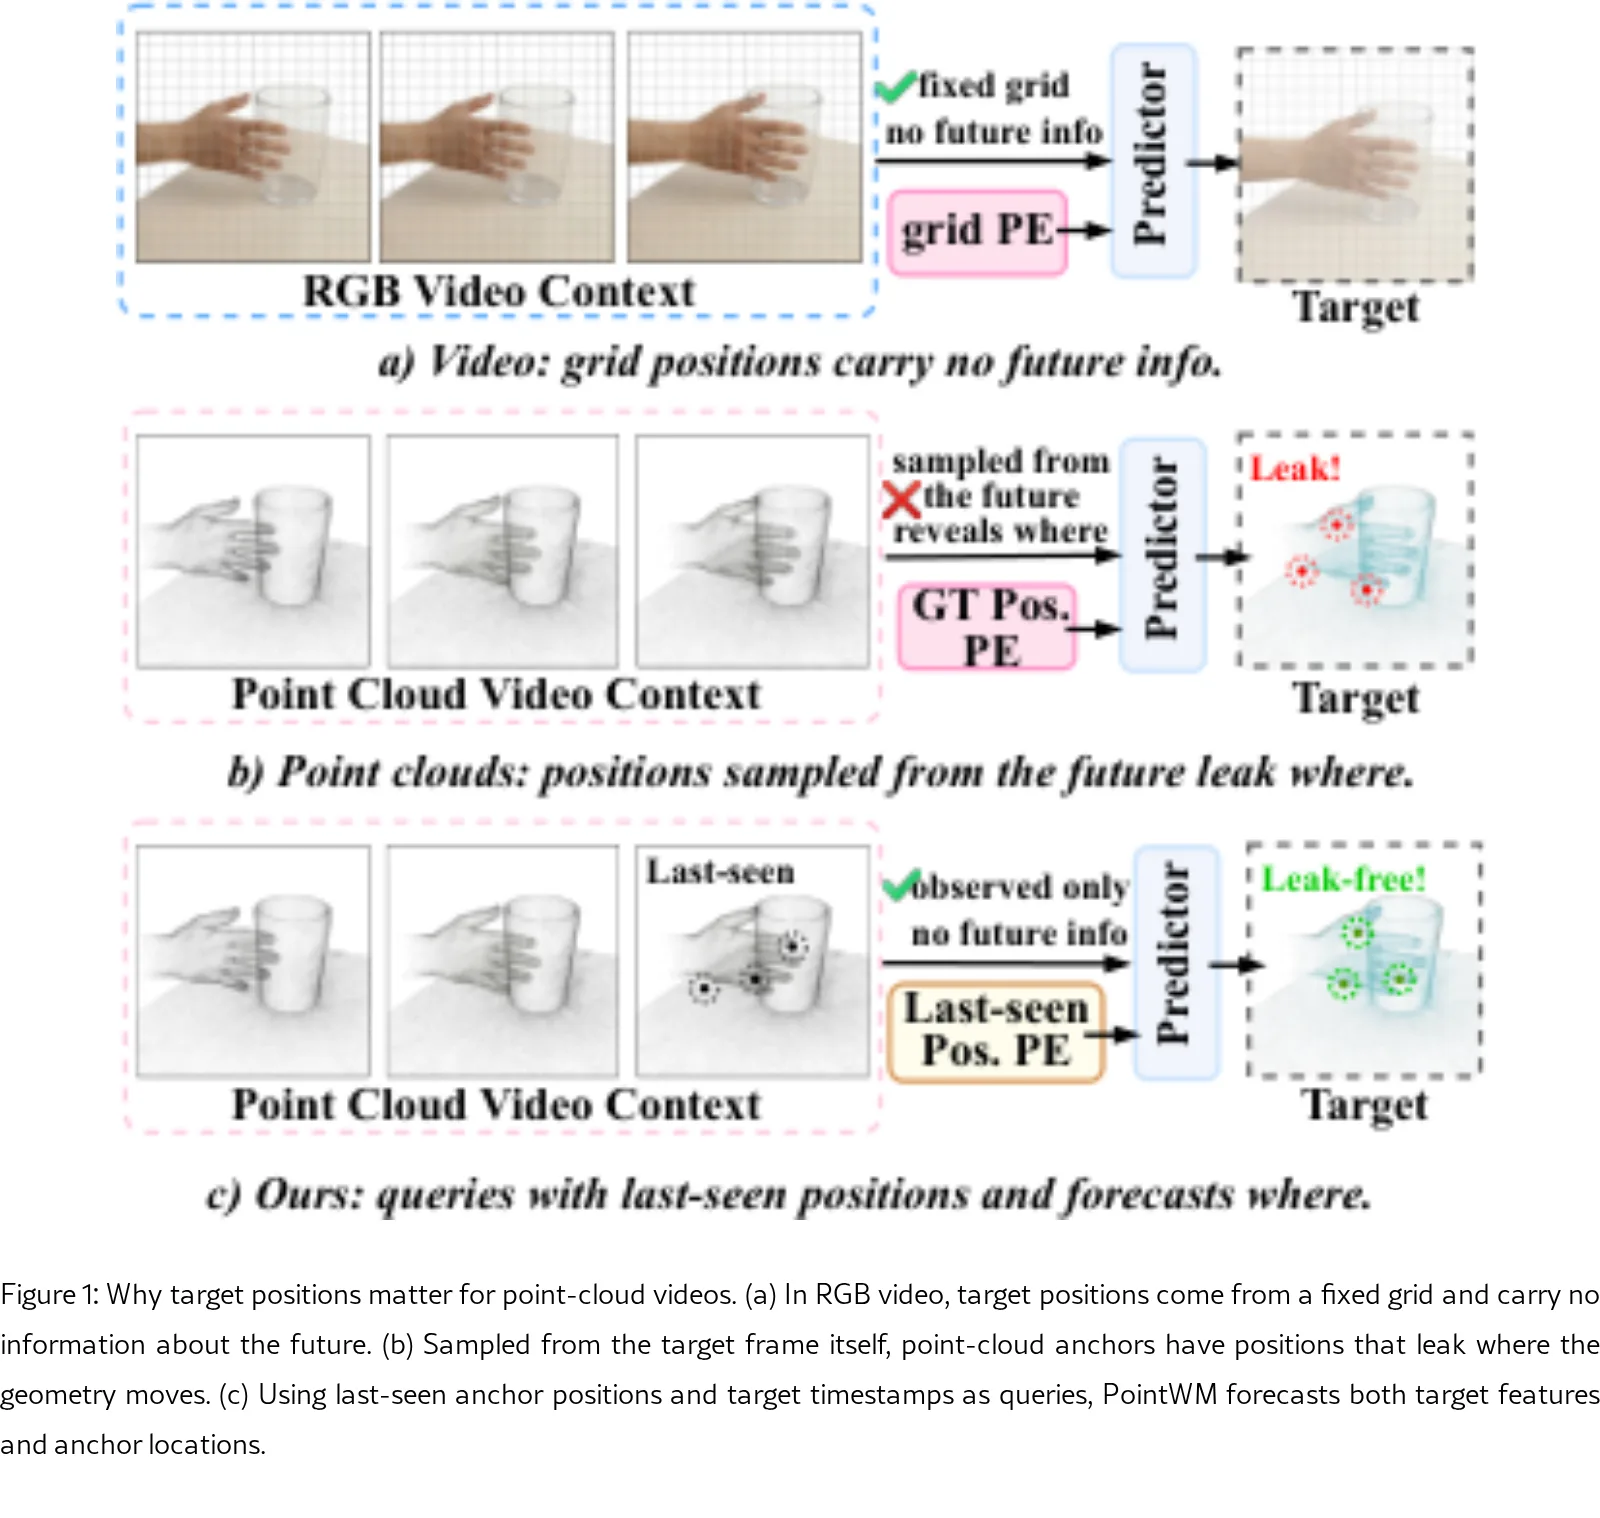 fixed grid
no future info
grid PE
Predictor
RGB Video Context
Target
a) Video: grid positions carry no future info.
sampled from
the future
reveals where
GT Pos.
PE
Predictor
Leak!
Point Cloud Video Context
Target
b) Point clouds: positions sampled from the future leak where.
Last-seen
observed only
no future info
Last-seen
Pos. PE
Predictor
Leak-free!
Point Cloud Video Context
Target
c) Ours: queries with last-seen positions and forecasts where.
Figure 1: Why target positions matter for point-cloud videos. (a) In RGB video, target positions come from a fixed grid and carry no
information about the future. (b) Sampled from the target frame itself, point-cloud anchors have positions that leak where the
geometry moves. (c) Using last-seen anchor positions and target timestamps as queries, PointWM forecasts both target features
and anchor locations.